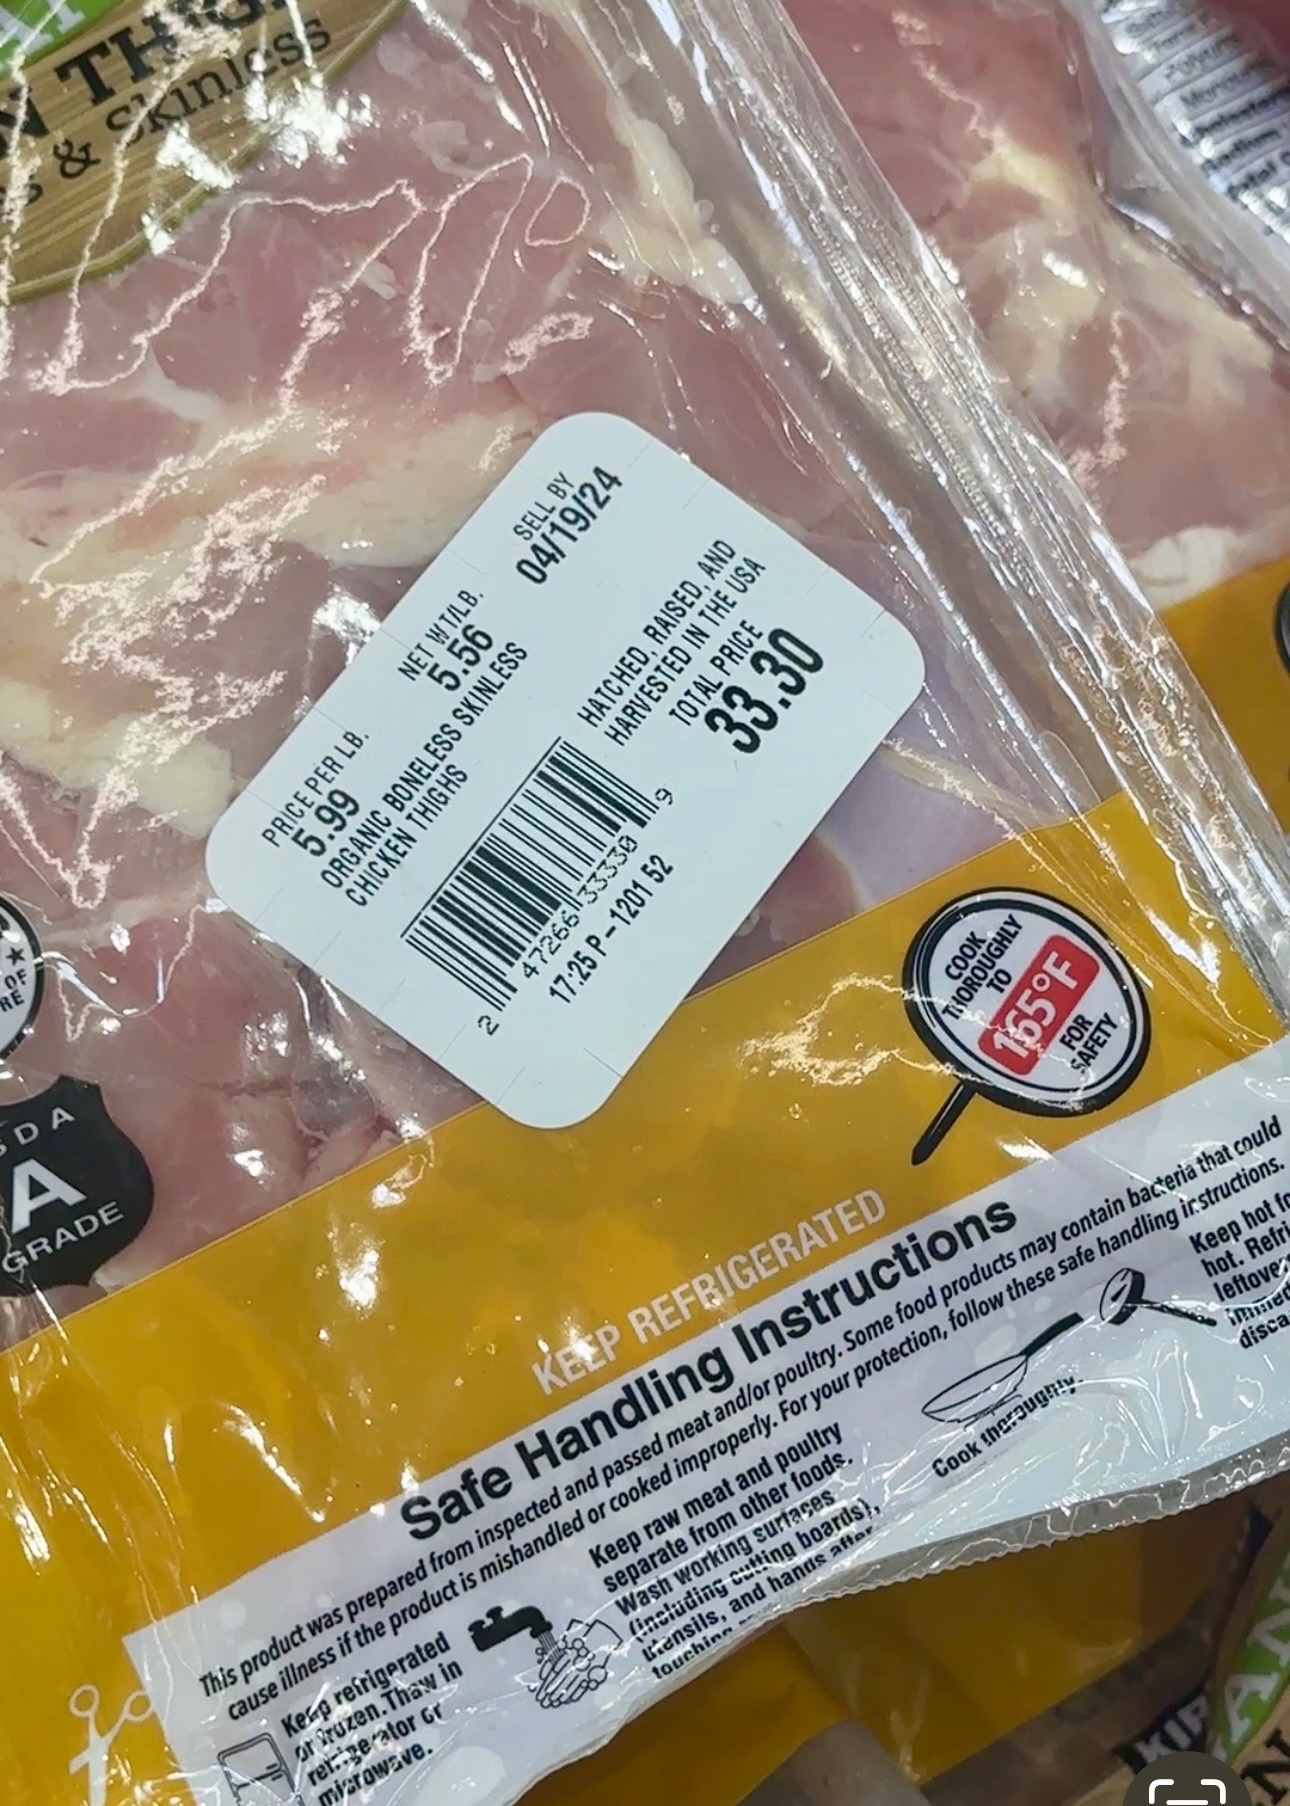 & Skinless
PRICE PER LB.
5.99
NET WT/LB.
5.56
SELL BY
04/19/24
ORGANIC BONELESS SKINLESS
CHICKEN THIGHS
HATCHED, RAISED, AND
HARVESTED IN THE USA
TOTAL PRICE
33.30
2 47266 33330 9
17:25 P-1201 52
OF
A
GRADE
COOK
THOROUGHLY
TO
165°F
FOR
SAFETY
KEEP REFRIGERATED
Safe Handling Instructions
This product was prepared from inspected and passed meat and/or poultry. Some food products may contain bacteria that could
cause illness if the product is mishandled or cooked improperly. For your protection, follow these safe handling instructions.
Keep refrigerated
or frozen. Thaw in
refrigerator or
microwave.
Keep raw meat and poultry
separate from other foods.
Wash working surfaces
(including cutting boards),
utensils, and hands after
touching
Cook thoroughly.
Keep hot
hot.